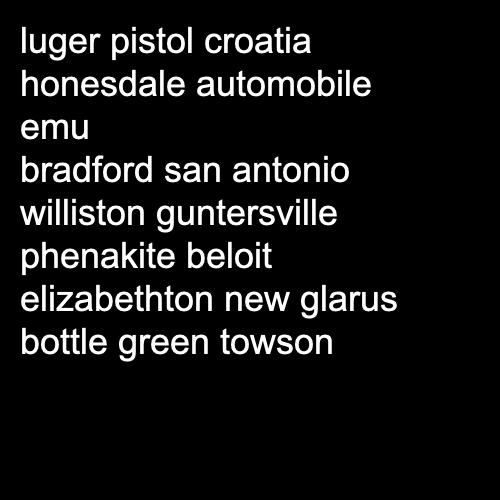 luger pistol croatia
honesdale automobile
emu
bradford san antonio
williston guntersville
phenakite beloit
elizabethton new glarus
bottle green towson